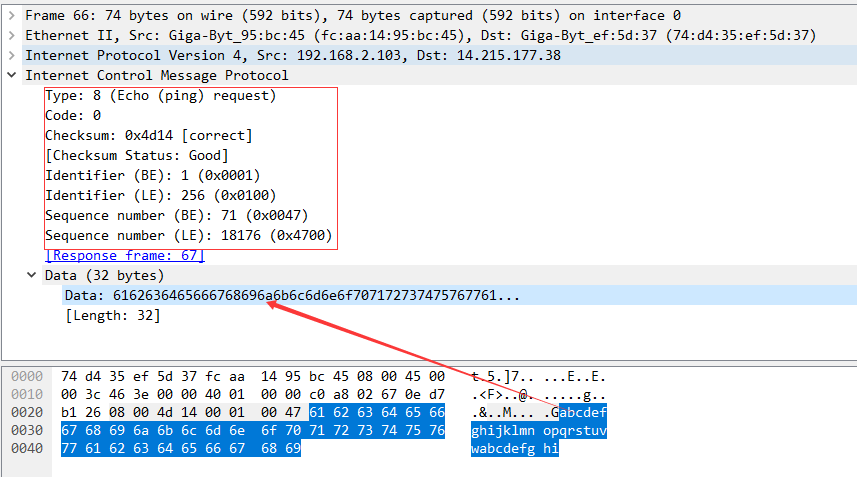 Frame 66: 74 bytes on wire (592 bits), 74 bytes captured (592 bits) on interface 0
Ethernet II, Src: Giga-Byt_95:bc:45 (fc:aa:14:95:bc:45), Dst: Giga-Byt_ef:5d:37 (74:d4:35:ef:5d:37)
Internet Protocol Version 4, Src: 192.168.2.103, Dst: 14.215.177.38
Internet Control Message Protocol
Type: 8 (Echo (ping) request)
Code: 0
Checksum: 0x4d14 [correct]
[Checksum Status: Good]
Identifier (BE): 1 (0x0001)
Identifier (LE): 256 (0x0100)
Sequence number (BE): 71 (0x0047)
Sequence number (LE): 18176 (0x4700)
[Response frame: 67]
Data (32 bytes)
Data: 6162636465666768696a6b6c6d6e6f707172737475767761...
[Length: 32]
0000 74 d4 35 ef 5d 37 fc aa 14 95 bc 45 08 00 45 00 t.5.]7.. ...E..E.
0010 00 3c 46 3e 00 00 40 01 00 00 c0 a8 02 67 0e d7 .<F>..@. .....g..
0020 b1 26 08 00 4d 14 00 01 00 47 61 62 63 64 65 66 .&..M... .Gabcdef
0030 67 68 69 6a 6b 6c 6d 6e 6f 70 71 72 73 74 75 76 ghijklmn opqrstuv
0040 77 61 62 63 64 65 66 67 68 69 wabcdefg hi